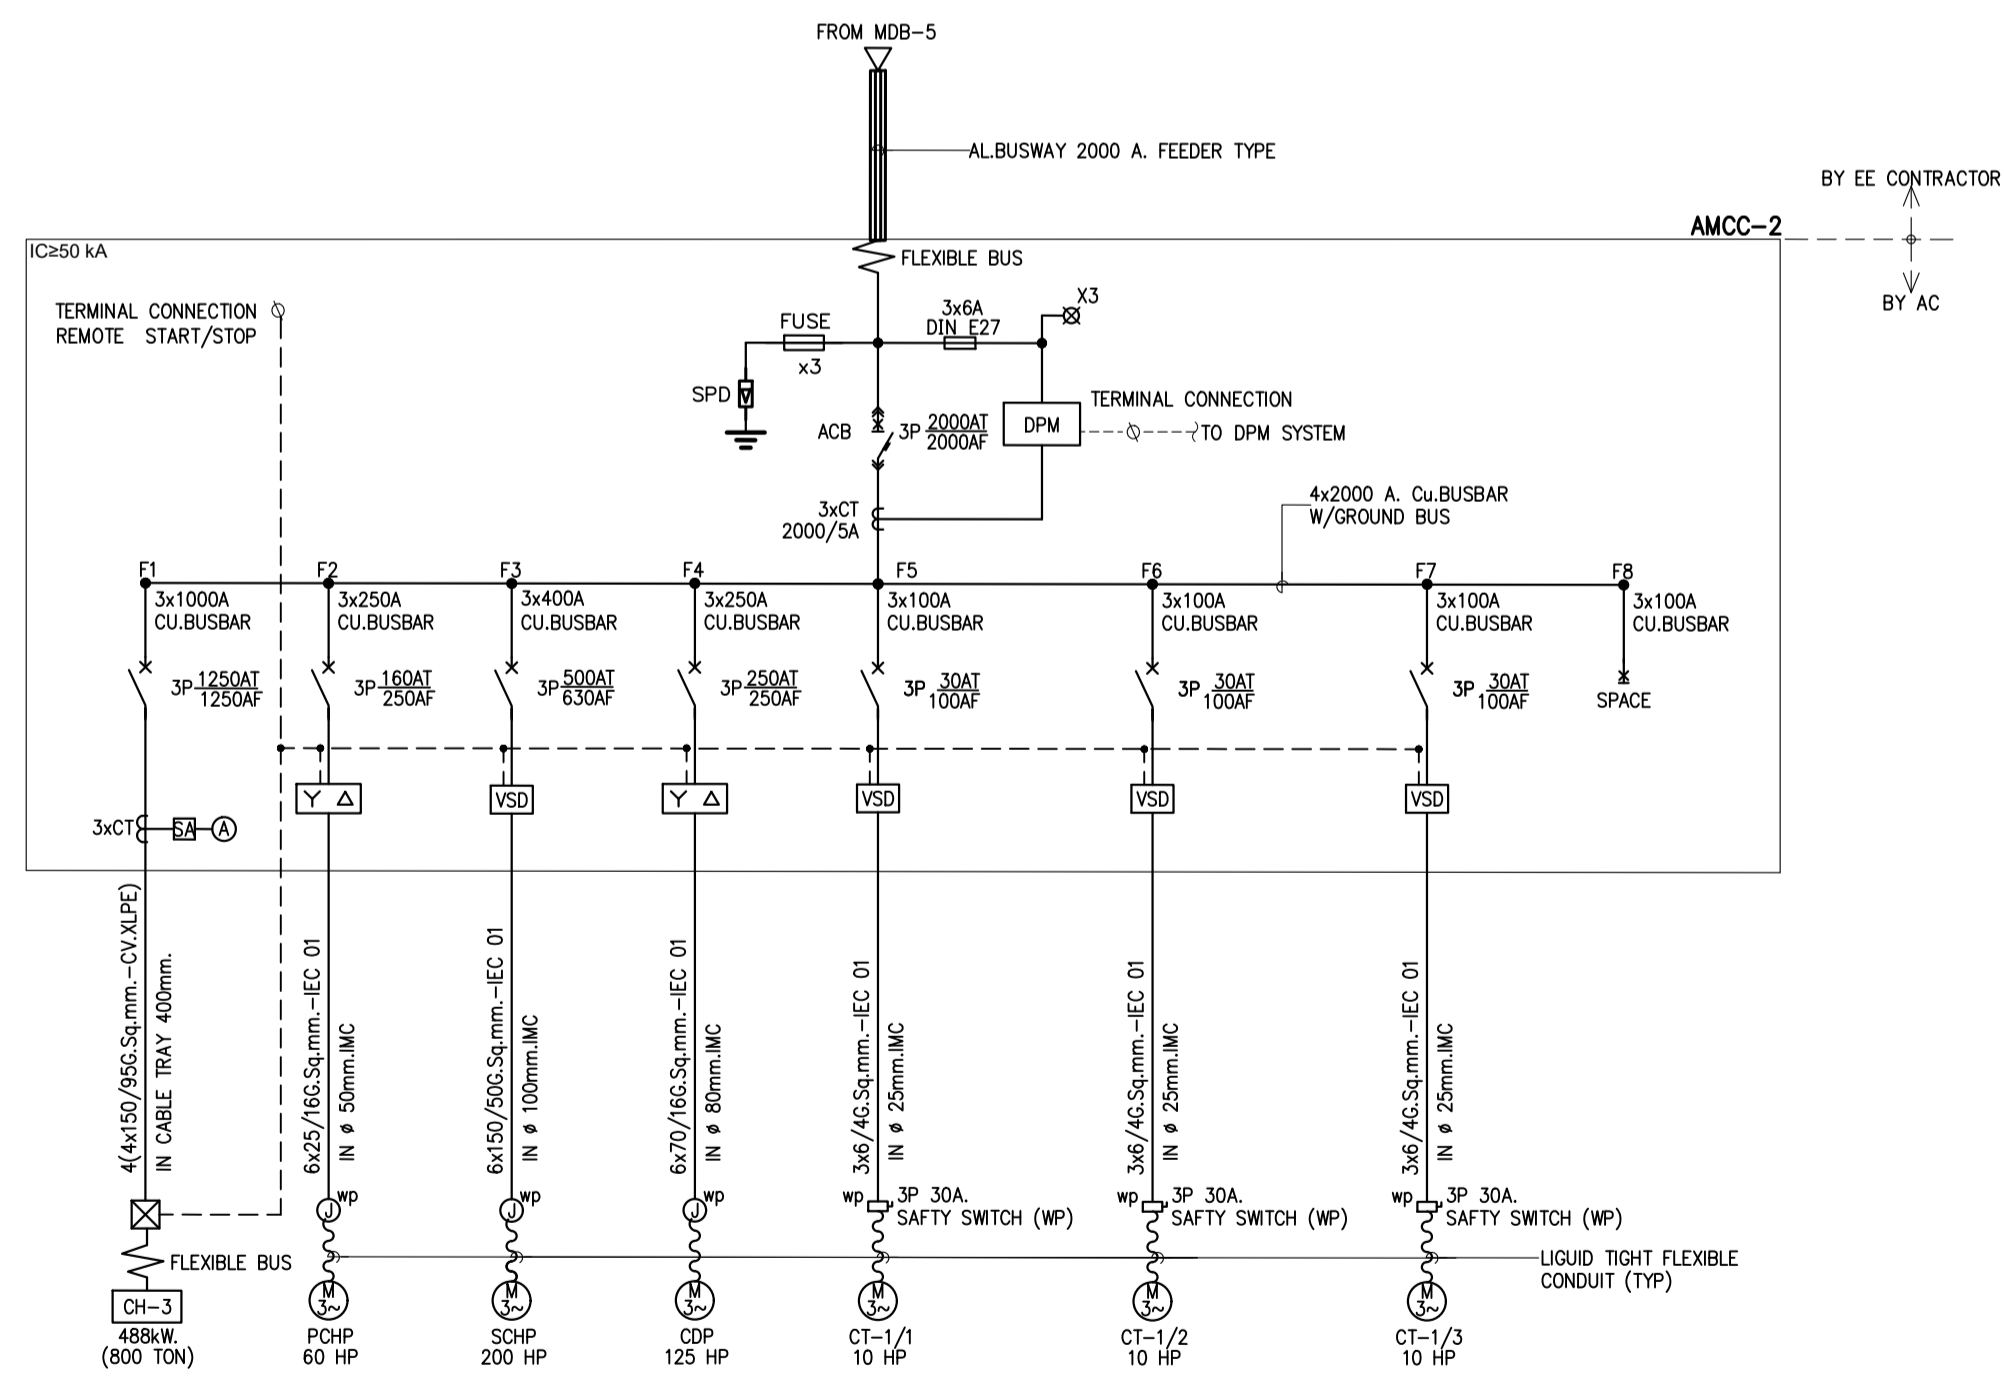 FROM MDB-5
AL.BUSWAY 2000 A. FEEDER TYPE
BY EE CONTRACTOR
AMCC-2
BY AC
IC≥50 kA
FLEXIBLE BUS
TERMINAL CONNECTION
REMOTE START/STOP
FUSE
x3
3x6A
DIN E27
X3
SPD
ACB
3P 2000AT
2000AF
DPM
TERMINAL CONNECTION
TO DPM SYSTEM
3xCT
2000/5A
4x2000 A. Cu.BUSBAR
W/GROUND BUS
F1
3x1000A
CU.BUSBAR
3P 1250AT
1250AF
F2
3x250A
CU.BUSBAR
3P 160AT
250AF
F3
3x400A
CU.BUSBAR
3P 500AT
630AF
F4
3x250A
CU.BUSBAR
3P 250AT
250AF
F5
3x100A
CU.BUSBAR
3P 30AT
100AF
F6
3x100A
CU.BUSBAR
3P 30AT
100AF
F7
3x100A
CU.BUSBAR
3P 30AT
100AF
F8
3x100A
CU.BUSBAR
SPACE
Y Δ
VSD
Y Δ
VSD
VSD
VSD
3xCT
SA
A
4(4x150/95G.Sq.mm.-CV.XLPE)
IN CABLE TRAY 400mm.
6x25/16G.Sq.mm.-IEC 01
IN ø 50mm.IMC
6x150/50G.Sq.mm.-IEC 01
IN ø 100mm.IMC
6x70/16G.Sq.mm.-IEC 01
IN ø 80mm.IMC
3x6/4G.Sq.mm.-IEC 01
IN ø 25mm.IMC
3x6/4G.Sq.mm.-IEC 01
IN ø 25mm.IMC
3x6/4G.Sq.mm.-IEC 01
IN ø 25mm.IMC
J wp
J wp
J wp
wp 3P 30A.
SAFTY SWITCH (WP)
wp 3P 30A.
SAFTY SWITCH (WP)
wp 3P 30A.
SAFTY SWITCH (WP)
FLEXIBLE BUS
LIGUID TIGHT FLEXIBLE
CONDUIT (TYP)
CH-3
488kW.
(800 TON)
M
3~
PCHP
60 HP
M
3~
SCHP
200 HP
M
3~
CDP
125 HP
M
3~
CT-1/1
10 HP
M
3~
CT-1/2
10 HP
M
3~
CT-1/3
10 HP